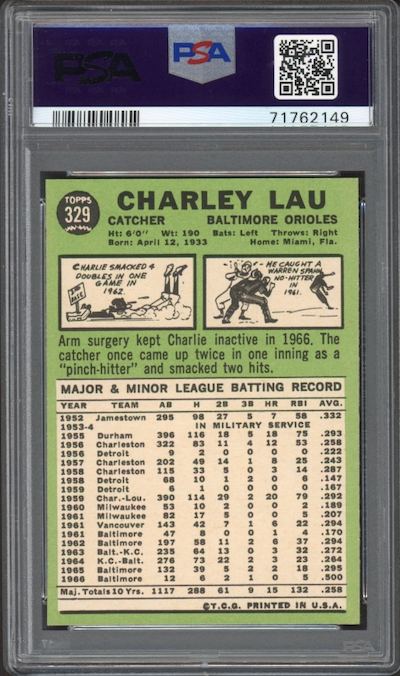 PSA
PSA
PSA
71762149
TOPPS
329
CHARLEY LAU
CATCHER BALTIMORE ORIOLES
Ht: 6'0" Wt: 190 Bats: Left Throws: Right
Born: April 12, 1933 Home: Miami, Fla.
CHARLIE SMACKED 4
DOUBLES IN ONE
GAME IN
1962.
2ND
BASE
HE CAUGHT A
WARREN SPAHN
NO-HITTER
IN
1961.
Arm surgery kept Charlie inactive in 1966. The
catcher once came up twice in one inning as a
"pinch-hitter" and smacked two hits.
MAJOR & MINOR LEAGUE BATTING RECORD
YEAR TEAM AB H 2B 3B HR RBI AVG.
1952 Jamestown 295 98 27 5 7 58 .332
1953-4 IN MILITARY SERVICE
1955 Durham 396 116 18 5 18 75 .293
1956 Charleston 322 83 11 4 12 53 .258
1956 Detroit 9 2 0 0 0 0 .222
1957 Charleston 202 49 14 1 8 25 .243
1958 Charleston 115 33 5 0 3 14 .287
1958 Detroit 68 10 1 2 0 6 .147
1959 Detroit 6 1 0 0 0 0 .167
1959 Char.-Lou. 390 114 29 2 20 79 .292
1960 Milwaukee 53 10 2 0 0 2 .189
1961 Milwaukee 82 17 5 0 0 5 .207
1961 Vancouver 143 42 7 1 6 22 .294
1961 Baltimore 47 8 0 0 1 4 .170
1962 Baltimore 197 58 11 2 6 37 .294
1963 Balt.-K.C. 235 64 13 0 3 32 .272
1964 K.C.-Balt. 276 73 22 2 3 23 .264
1965 Baltimore 132 39 5 2 2 18 .295
1966 Baltimore 12 6 2 1 0 5 .500
Maj. Totals 10 Yrs. 1117 288 61 9 15 132 .258
©T.C.G. PRINTED IN U.S.A.